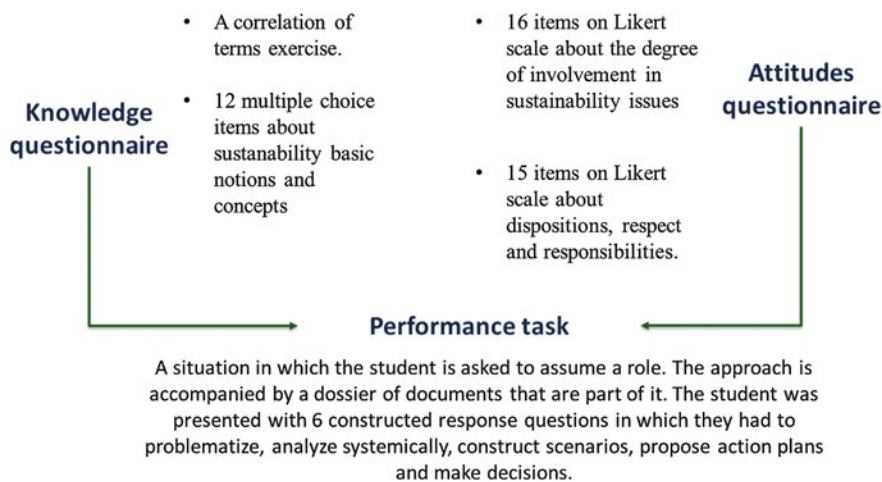 Knowledge
questionnaire
• A correlation of
terms exercise.
• 12 multiple choice
items about
sustanability basic
notions and
concepts
• 16 items on Likert
scale about the
degree of
involvement in
sustainability issues
• 15 items on Likert
scale about
dispositions, respect
and responsibilities.
Attitudes
questionnaire
Performance task
A situation in which the student is asked to assume a role. The approach is
accompanied by a dossier of documents that are part of it. The student was
presented with 6 constructed response questions in which they had to
problematize, analyze systemically, construct scenarios, propose action plans
and make decisions.